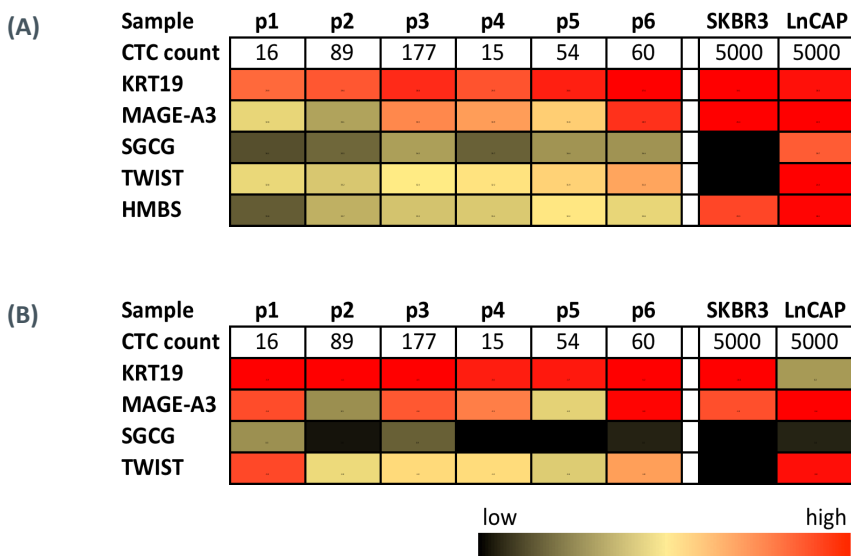 (A)
Sample p1 p2 p3 p4 p5 p6 SKBR3 LnCAP
CTC count 16 89 177 15 54 60 5000 5000
KRT19
MAGE-A3
SGCG
TWIST
HMBS
(B)
Sample p1 p2 p3 p4 p5 p6 SKBR3 LnCAP
CTC count 16 89 177 15 54 60 5000 5000
KRT19
MAGE-A3
SGCG
TWIST
low high